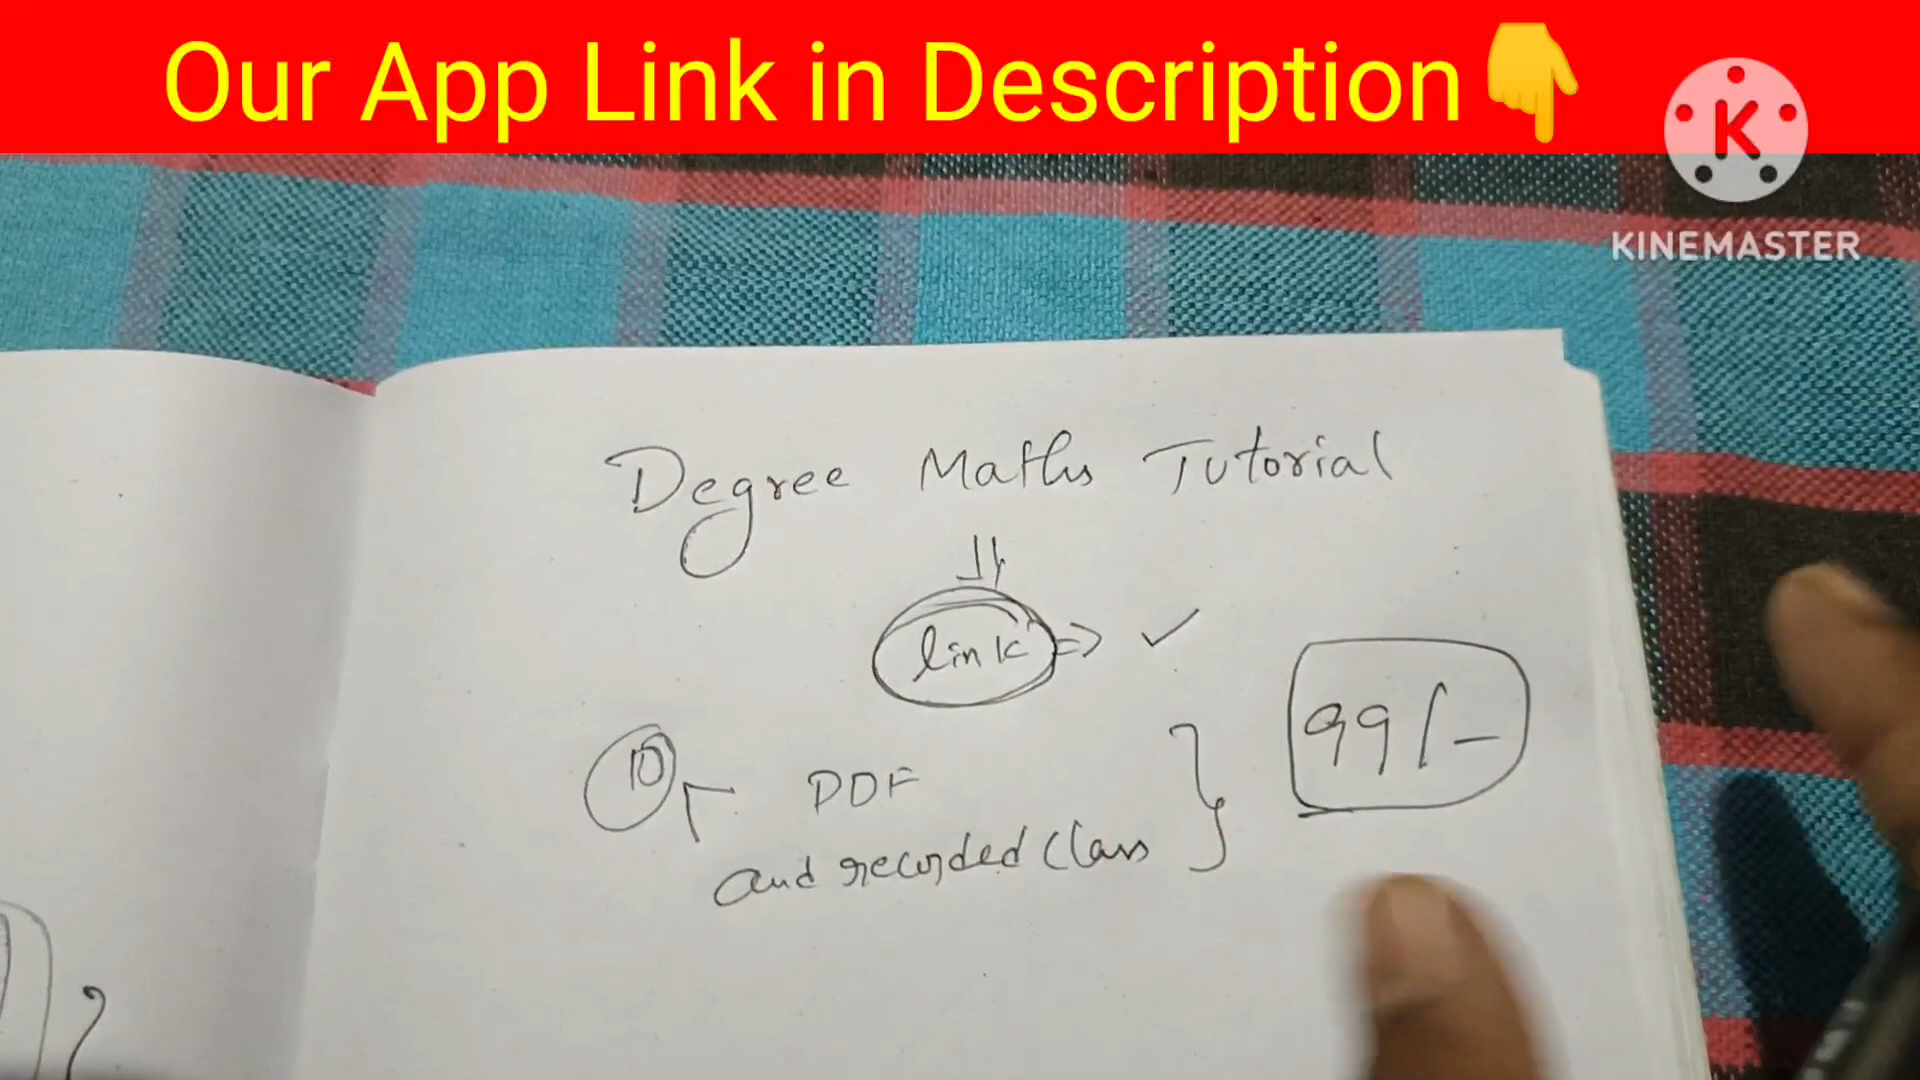 Our App Link in Description👇
K
KINEMASTER
Degree Maths Tutorial
link => ✓
10
PDF
and recorded class
99/-